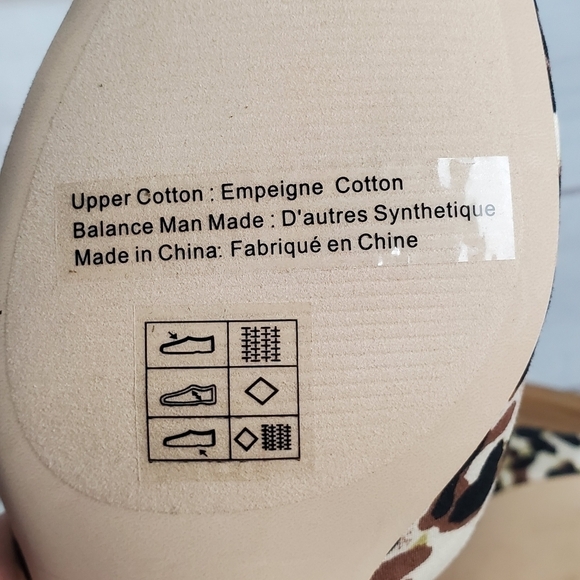 Upper Cotton : Empeigne Cotton
Balance Man Made : D'autres Synthetique
Made in China: Fabriqué en Chine